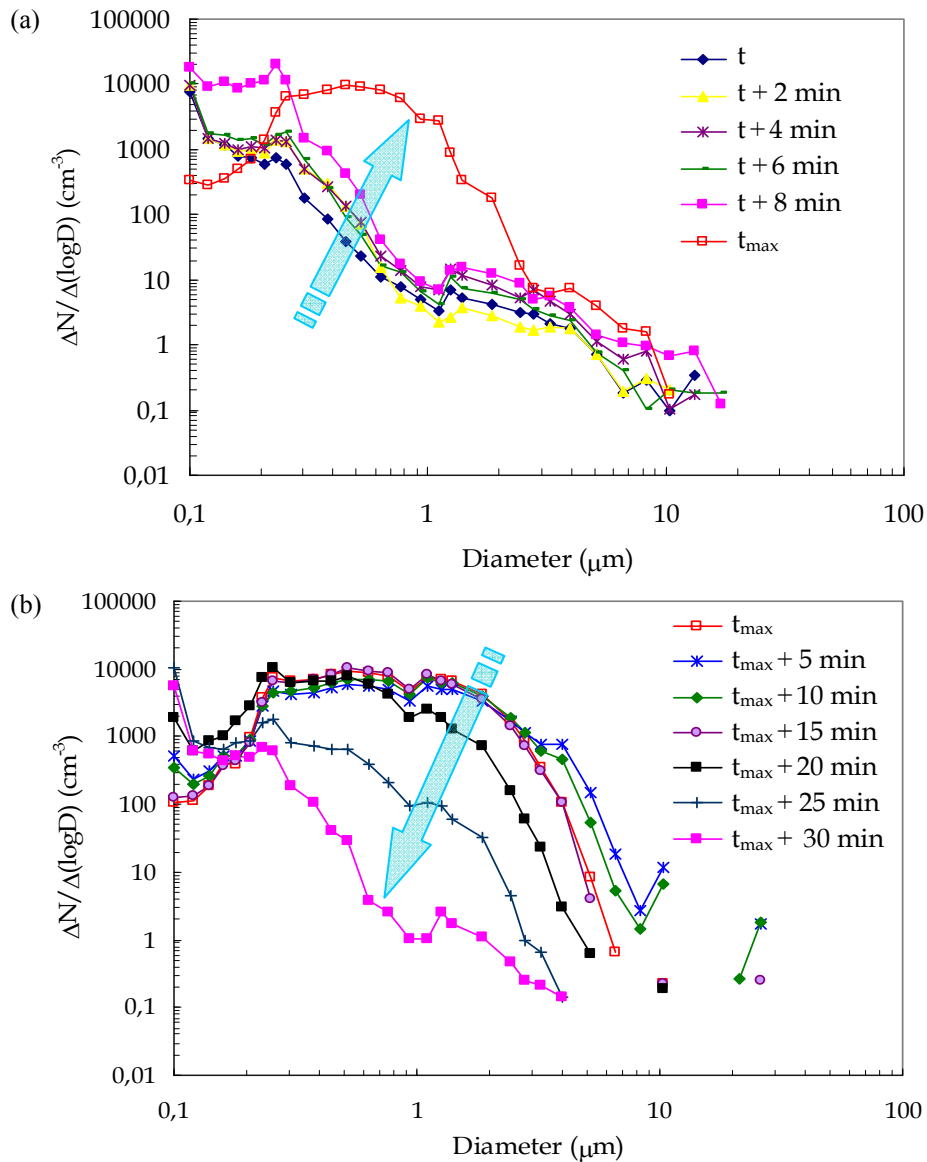 (a)
ΔN/Δ(logD) (cm⁻³)
100000
10000
1000
100
10
1
0,1
0,01
0,1
1
10
100
Diameter (μm)
t
t + 2 min
t + 4 min
t + 6 min
t + 8 min
tmax
(b)
ΔN/Δ(logD) (cm⁻³)
100000
10000
1000
100
10
1
0,1
0,01
0,1
1
10
100
Diameter (μm)
tmax
tmax + 5 min
tmax + 10 min
tmax + 15 min
tmax + 20 min
tmax + 25 min
tmax + 30 min